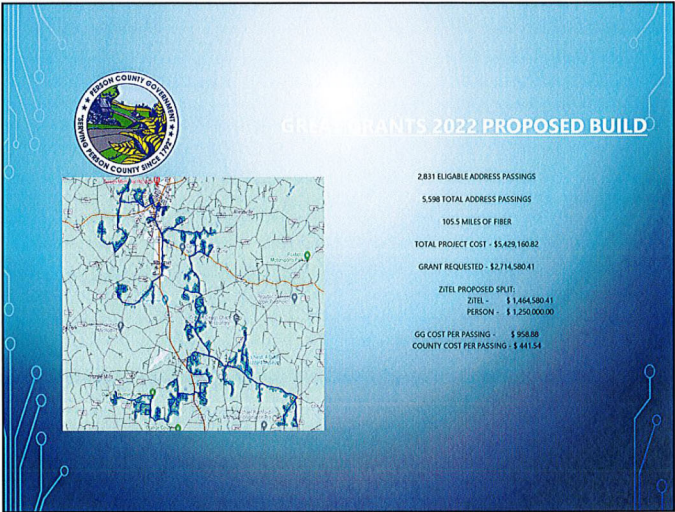 PERSON COUNTY GOVERNMENT
"SERVING PERSON COUNTY SINCE 1792"
GRANTS 2022 PROPOSED BUILD
2,831 ELIGABLE ADDRESS PASSINGS
5,598 TOTAL ADDRESS PASSINGS
105.5 MILES OF FIBER
TOTAL PROJECT COST - $5,429,160.82
GRANT REQUESTED - $2,714,580.41
ZiTEL PROPOSED SPLIT:
ZiTEL - $ 1,464,580.41
PERSON - $ 1,250,000.00
GG COST PER PASSING - $ 958.88
COUNTY COST PER PASSING - $ 441.54